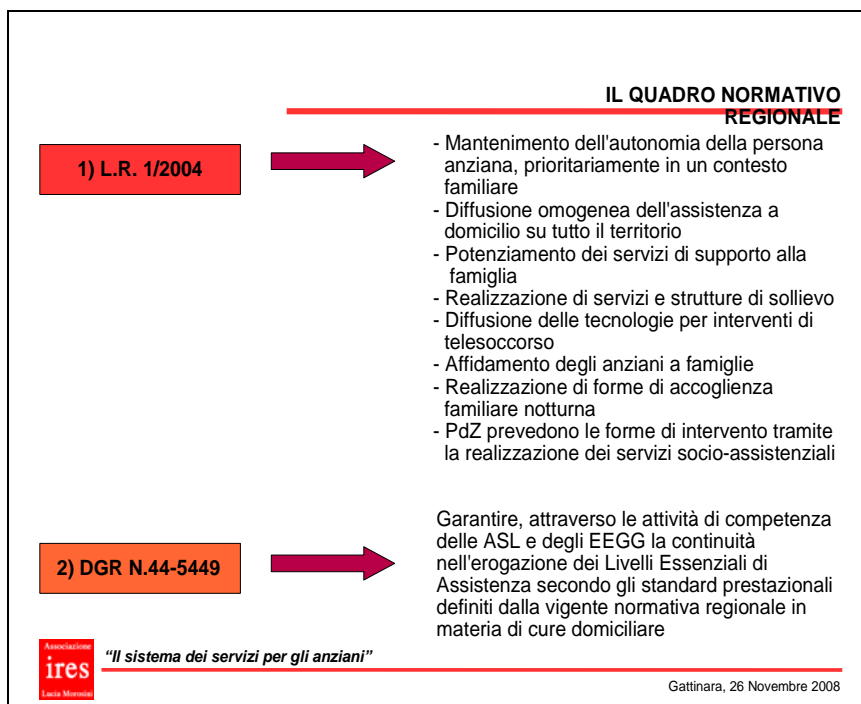 IL QUADRO NORMATIVO
REGIONALE
1) L.R. 1/2004
- Mantenimento dell'autonomia della persona
anziana, prioritariamente in un contesto
familiare
- Diffusione omogenea dell'assistenza a
domicilio su tutto il territorio
- Potenziamento dei servizi di supporto alla
famiglia
- Realizzazione di servizi e strutture di sollievo
- Diffusione delle tecnologie per interventi di
telesoccorso
- Affidamento degli anziani a famiglie
- Realizzazione di forme di accoglienza
familiare notturna
- PdZ prevedono le forme di intervento tramite
la realizzazione dei servizi socio-assistenziali
2) DGR N.44-5449
Garantire, attraverso le attività di competenza
delle ASL e degli EEGG la continuità
nell'erogazione dei Livelli Essenziali di
Assistenza secondo gli standard prestazionali
definiti dalla vigente normativa regionale in
materia di cure domiciliare
Associazione
ires
Lucia Morosini
"Il sistema dei servizi per gli anziani"
Gattinara, 26 Novembre 2008